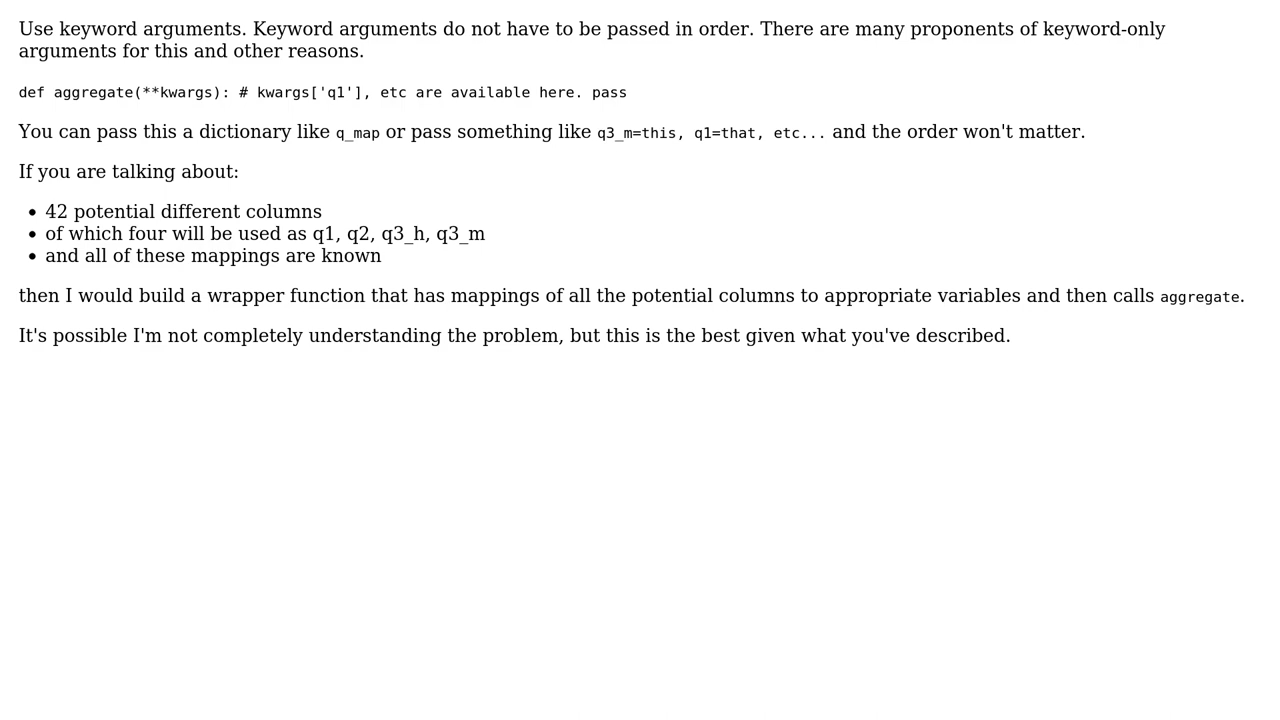 Use keyword arguments. Keyword arguments do not have to be passed in order. There are many proponents of keyword-only
arguments for this and other reasons.
def aggregate(**kwargs): # kwargs['q1'], etc are available here. pass
You can pass this a dictionary like q_map or pass something like q3_m=this, q1=that, etc... and the order won't matter.
If you are talking about:
• 42 potential different columns
• of which four will be used as q1, q2, q3_h, q3_m
• and all of these mappings are known
then I would build a wrapper function that has mappings of all the potential columns to appropriate variables and then calls aggregate.
It's possible I'm not completely understanding the problem, but this is the best given what you've described.